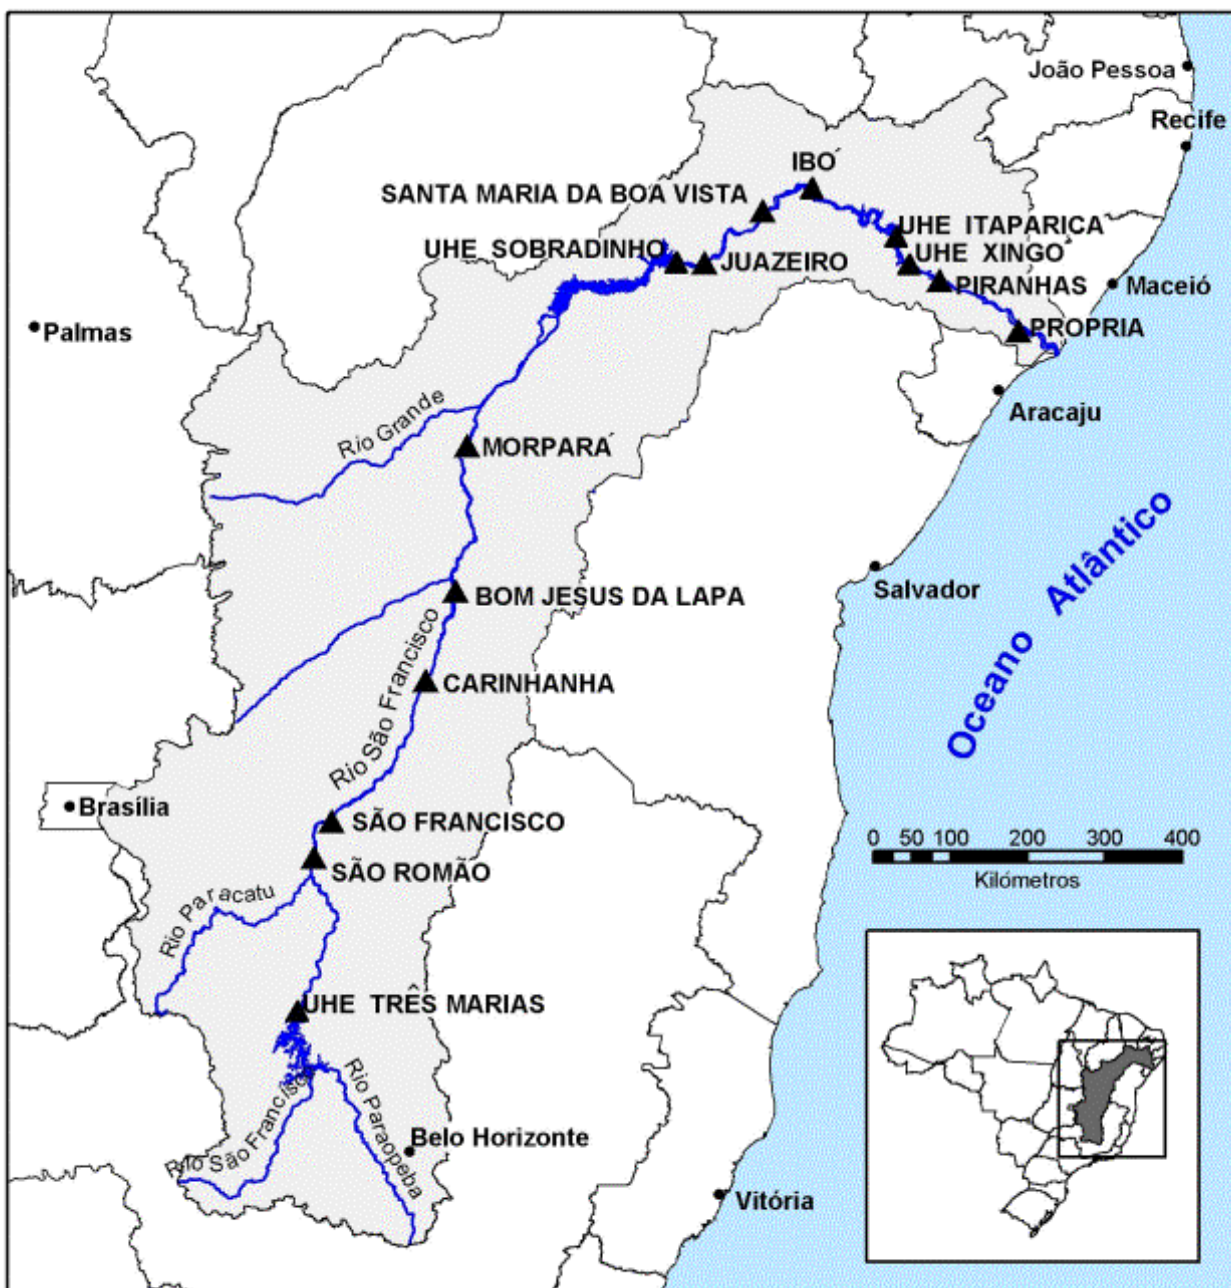 João Pessoa
Recife
IBÓ
SANTA MARIA DA BOA VISTA
UHE ITAPARICA
UHE SOBRADINHO
UHE XINGÓ
JUAZEIRO
PIRANHAS
Maceió
Palmas
PROPRIA
Rio Grande
Aracaju
MORPARÁ
Oceano Atlântico
Salvador
BOM JESUS DA LAPA
Rio São Francisco
CARINHANHA
Brasília
SÃO FRANCISCO
0 50 100 200 300 400
Kilómetros
SÃO ROMÃO
Rio Paracatu
UHE TRÊS MARIAS
Rio São Francisco
Rio Paraopeba
Belo Horizonte
Vitória